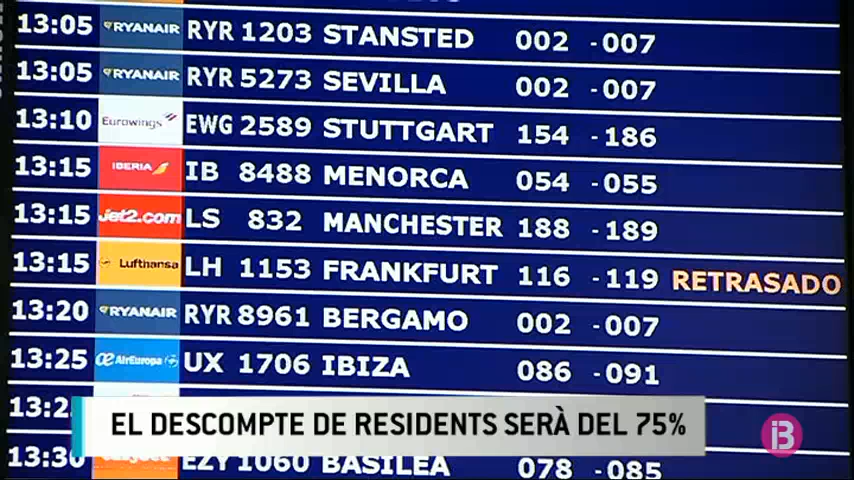 13:05 RYANAIR RYR 1203 STANSTED 002 -007
13:05 RYANAIR RYR 5273 SEVILLA 002 -007
13:10 Eurowings EWG 2589 STUTTGART 154 -186
13:15 IBERIA IB 8488 MENORCA 054 -055
13:15 Jet2.com LS 832 MANCHESTER 188 -189
13:15 Lufthansa LH 1153 FRANKFURT 116 -119 RETRASADO
13:20 RYANAIR RYR 8961 BERGAMO 002 -007
13:25 AirEuropa UX 1706 IBIZA 086 -091
EL DESCOMPTE DE RESIDENTS SERÀ DEL 75%
13:30 EZY 1060 BASILEA 078 -085